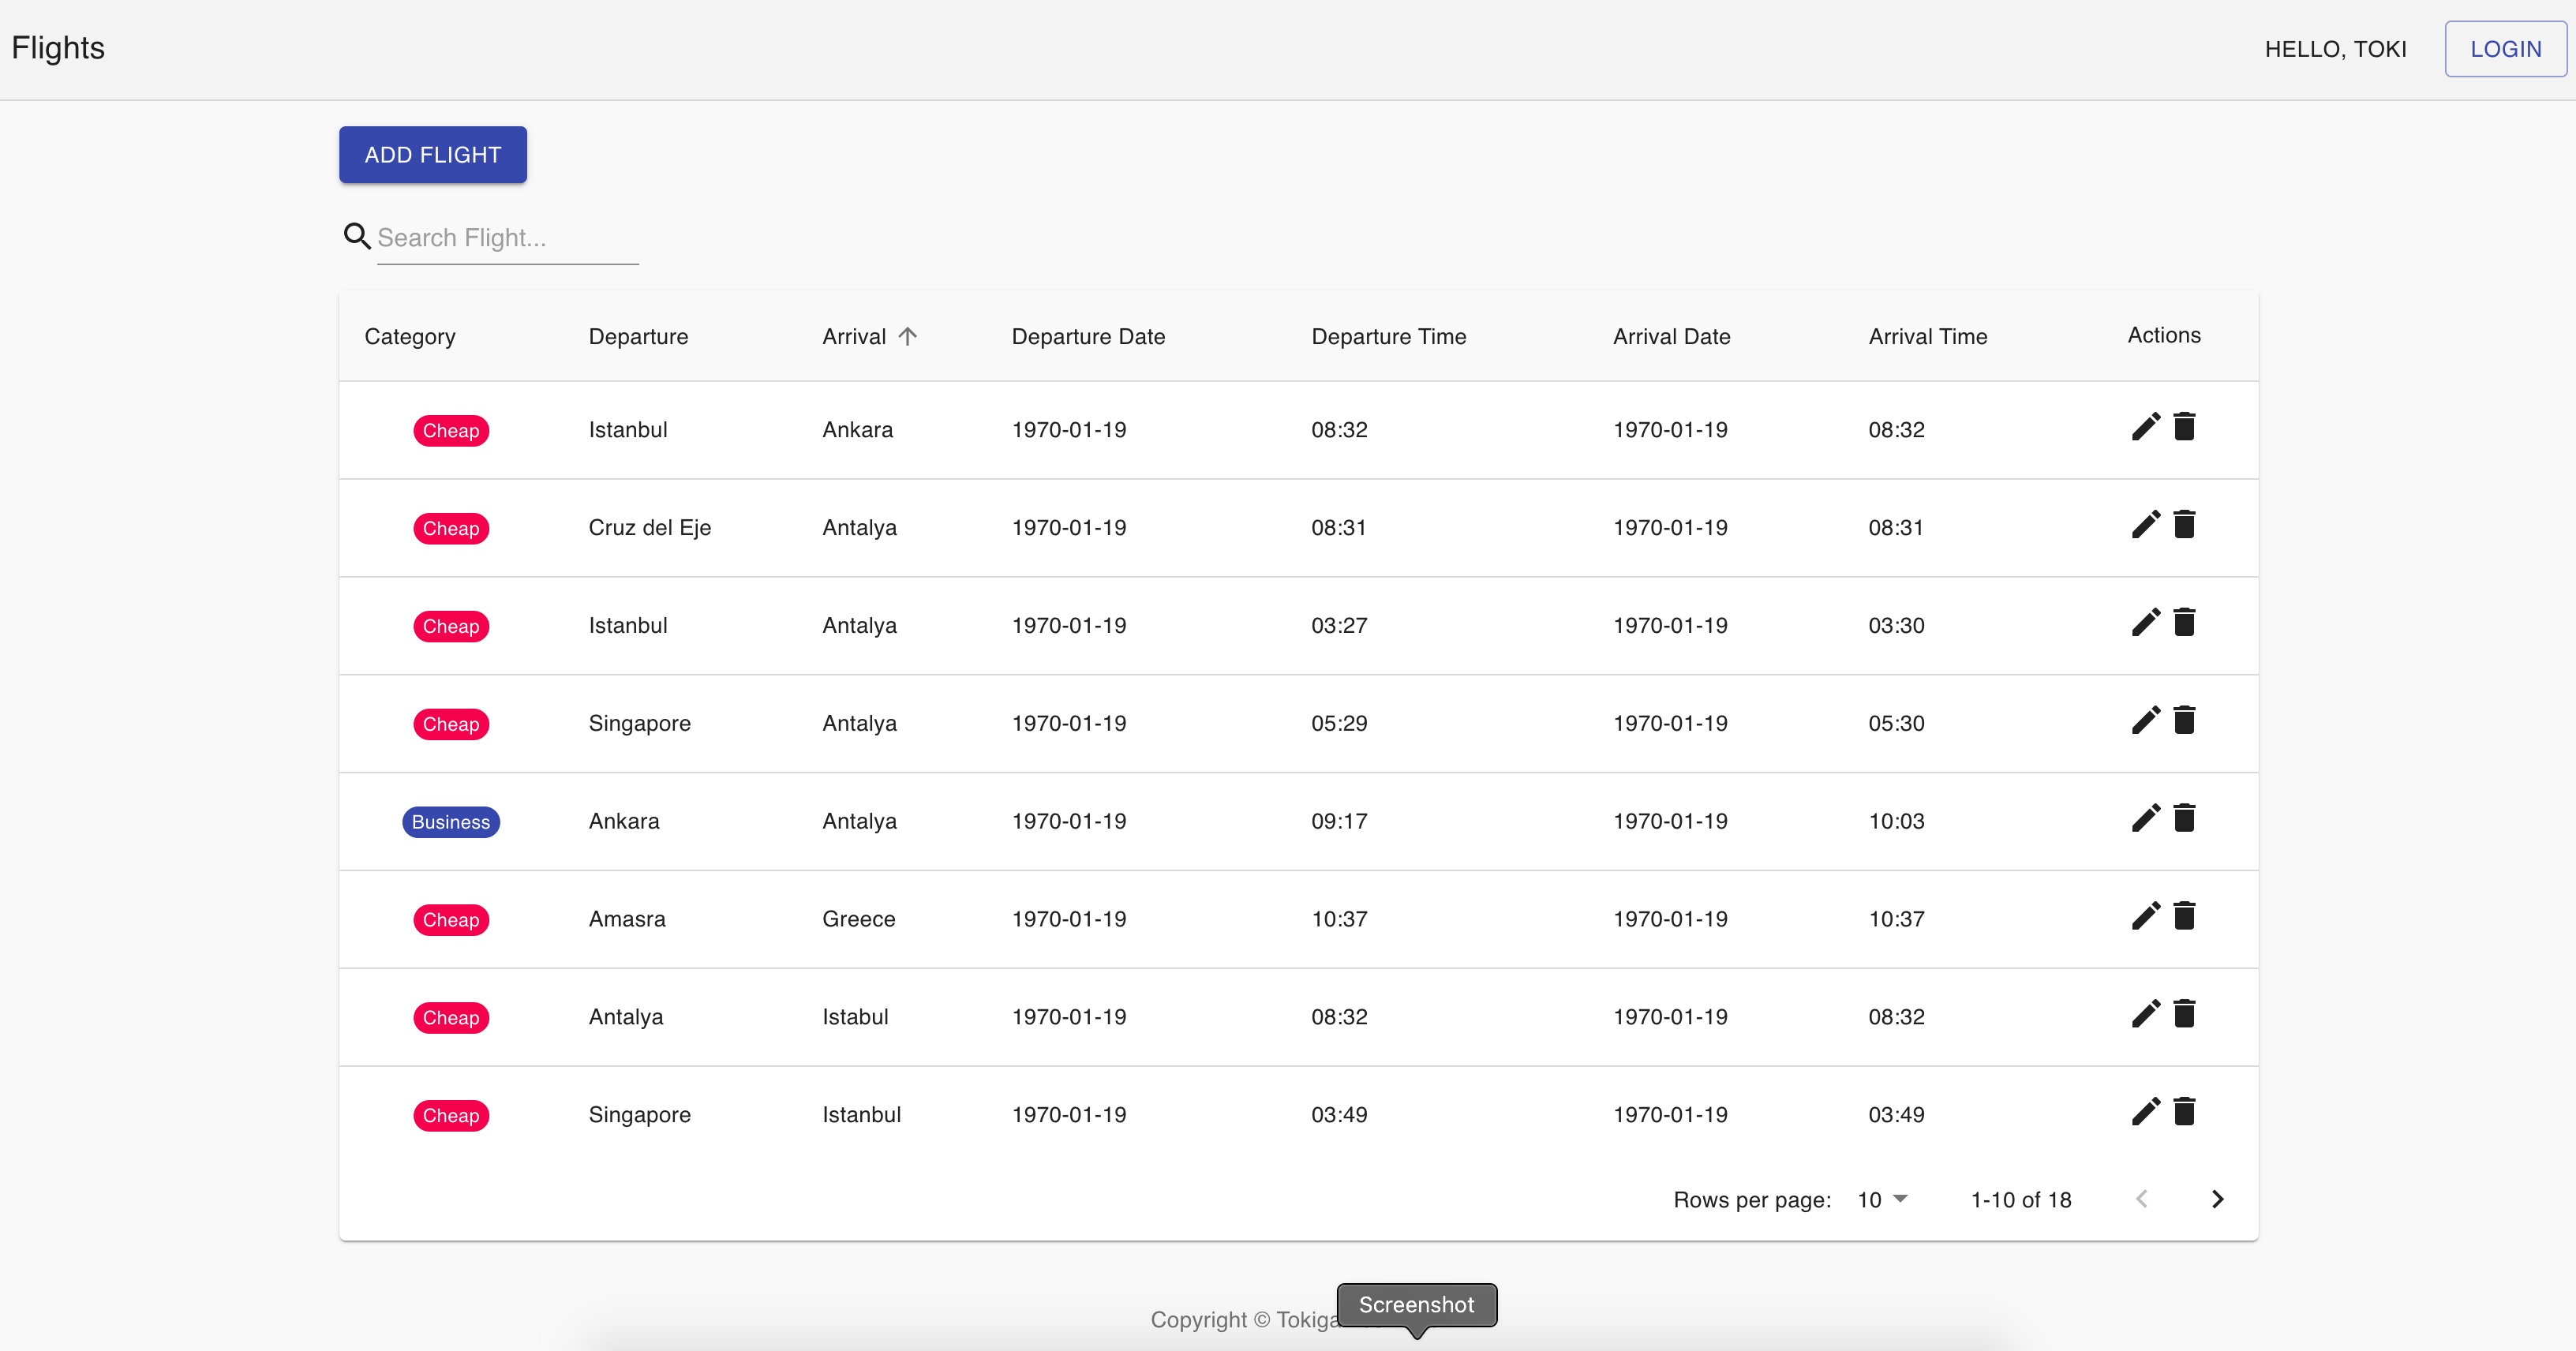 Flights HELLO, TOKI LOGIN
ADD FLIGHT
Search Flight...
Category Departure Arrival Departure Date Departure Time Arrival Date Arrival Time Actions
Cheap Istanbul Ankara 1970-01-19 08:32 1970-01-19 08:32
Cheap Cruz del Eje Antalya 1970-01-19 08:31 1970-01-19 08:31
Cheap Istanbul Antalya 1970-01-19 03:27 1970-01-19 03:30
Cheap Singapore Antalya 1970-01-19 05:29 1970-01-19 05:30
Business Ankara Antalya 1970-01-19 09:17 1970-01-19 10:03
Cheap Amasra Greece 1970-01-19 10:37 1970-01-19 10:37
Cheap Antalya Istabul 1970-01-19 08:32 1970-01-19 08:32
Cheap Singapore Istanbul 1970-01-19 03:49 1970-01-19 03:49
Rows per page: 10 1-10 of 18
Screenshot
Copyright ©